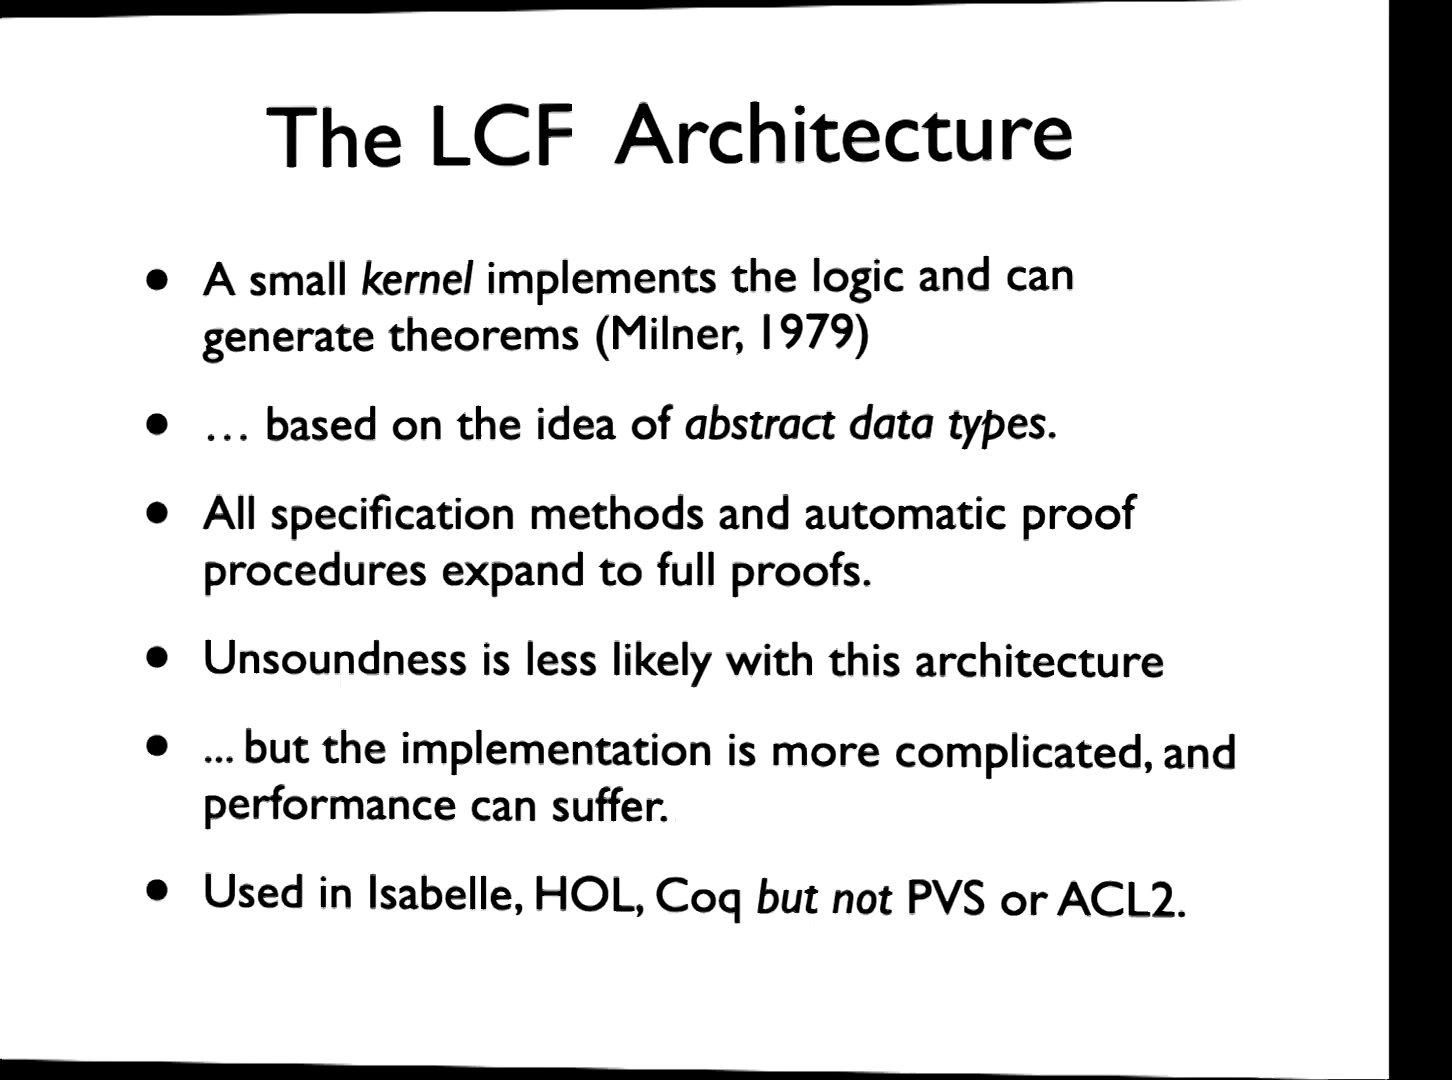 The LCF Architecture
• A small kernel implements the logic and can
generate theorems (Milner, 1979)
• … based on the idea of abstract data types.
• All specification methods and automatic proof
procedures expand to full proofs.
• Unsoundness is less likely with this architecture
• ... but the implementation is more complicated, and
performance can suffer.
• Used in Isabelle, HOL, Coq but not PVS or ACL2.